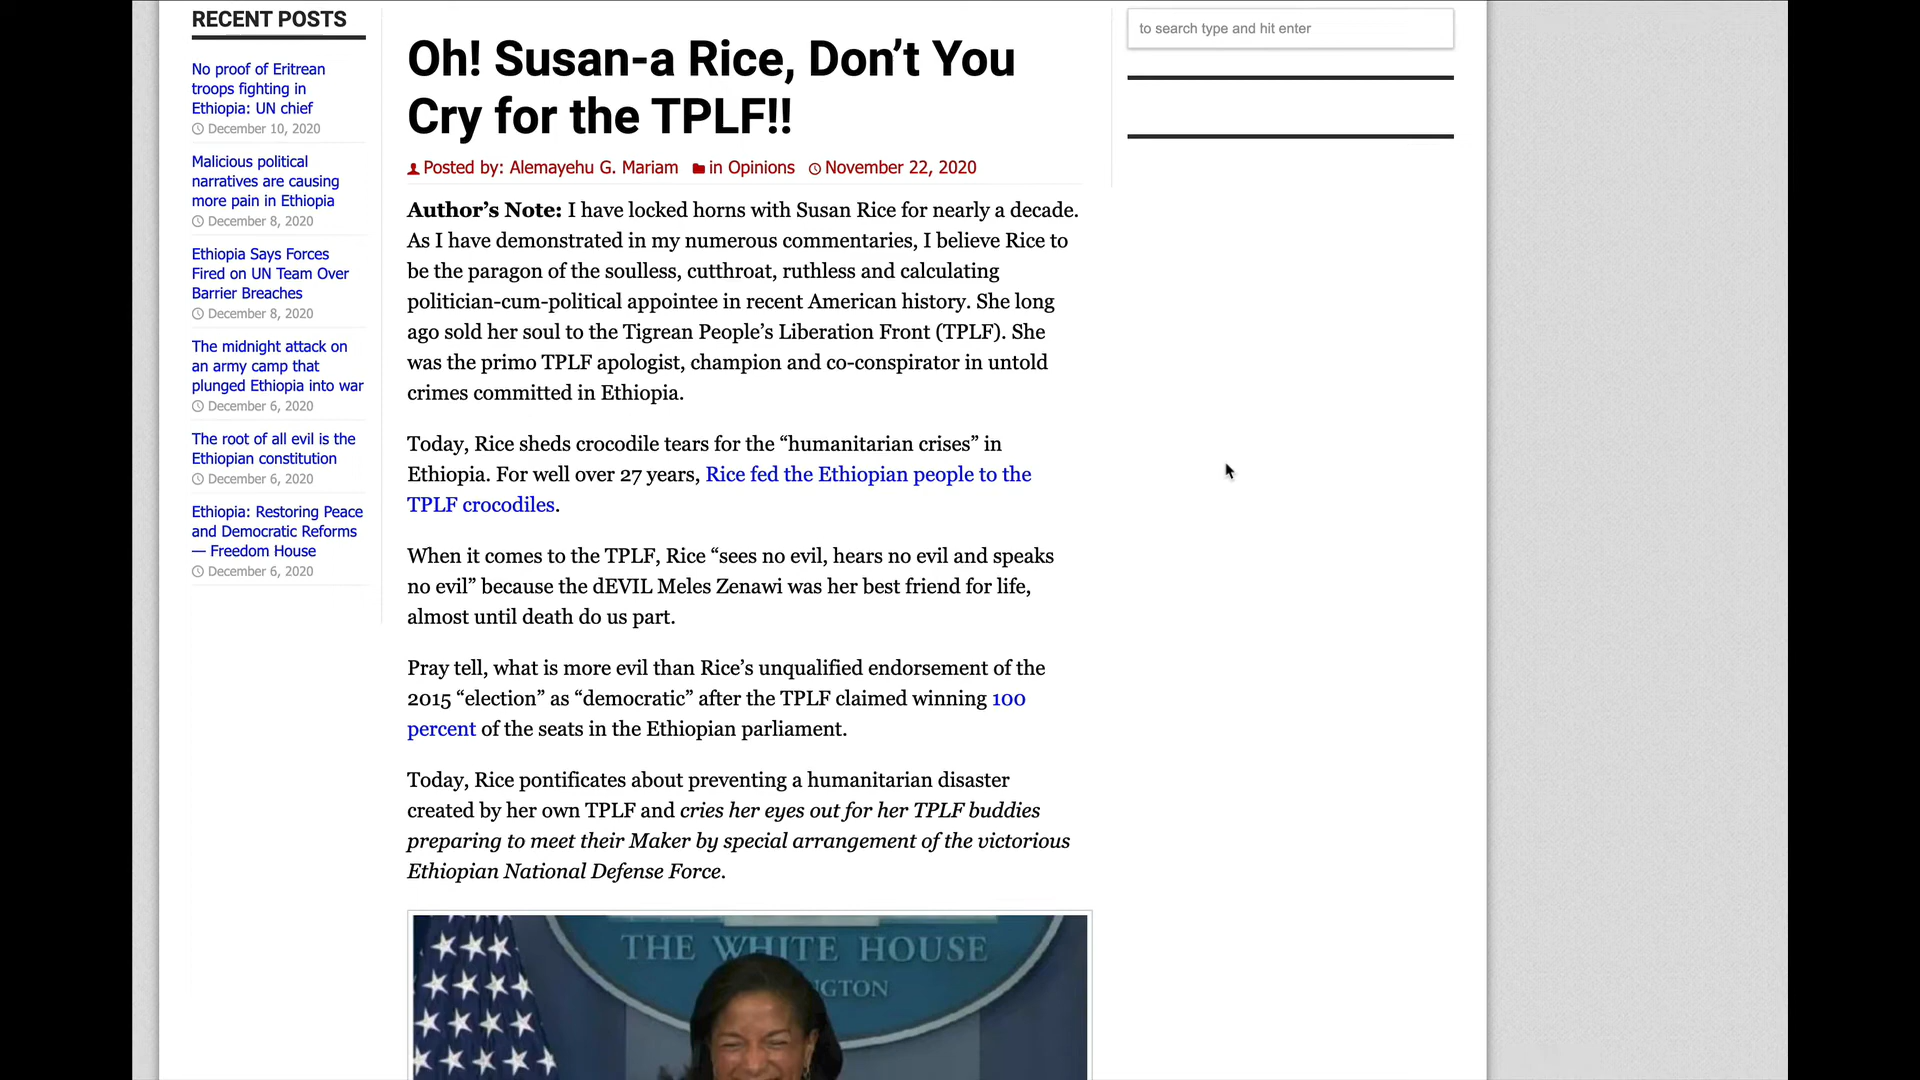 RECENT POSTS
No proof of Eritrean
troops fighting in
Ethiopia: UN chief
December 10, 2020
Malicious political
narratives are causing
more pain in Ethiopia
December 8, 2020
Ethiopia Says Forces
Fired on UN Team Over
Barrier Breaches
December 8, 2020
The midnight attack on
an army camp that
plunged Ethiopia into war
December 6, 2020
The root of all evil is the
Ethiopian constitution
December 6, 2020
Ethiopia: Restoring Peace
and Democratic Reforms
— Freedom House
December 6, 2020
Oh! Susan-a Rice, Don’t You
Cry for the TPLF!!
Posted by: Alemayehu G. Mariam in Opinions November 22, 2020
Author’s Note: I have locked horns with Susan Rice for nearly a decade.
As I have demonstrated in my numerous commentaries, I believe Rice to
be the paragon of the soulless, cutthroat, ruthless and calculating
politician-cum-political appointee in recent American history. She long
ago sold her soul to the Tigrean People’s Liberation Front (TPLF). She
was the primo TPLF apologist, champion and co-conspirator in untold
crimes committed in Ethiopia.
Today, Rice sheds crocodile tears for the “humanitarian crises” in
Ethiopia. For well over 27 years, Rice fed the Ethiopian people to the
TPLF crocodiles.
When it comes to the TPLF, Rice “sees no evil, hears no evil and speaks
no evil” because the dEVIL Meles Zenawi was her best friend for life,
almost until death do us part.
Pray tell, what is more evil than Rice’s unqualified endorsement of the
2015 “election” as “democratic” after the TPLF claimed winning 100
percent of the seats in the Ethiopian parliament.
Today, Rice pontificates about preventing a humanitarian disaster
created by her own TPLF and cries her eyes out for her TPLF buddies
preparing to meet their Maker by special arrangement of the victorious
Ethiopian National Defense Force.
THE WHITE HOUSE
NGTON
to search type and hit enter